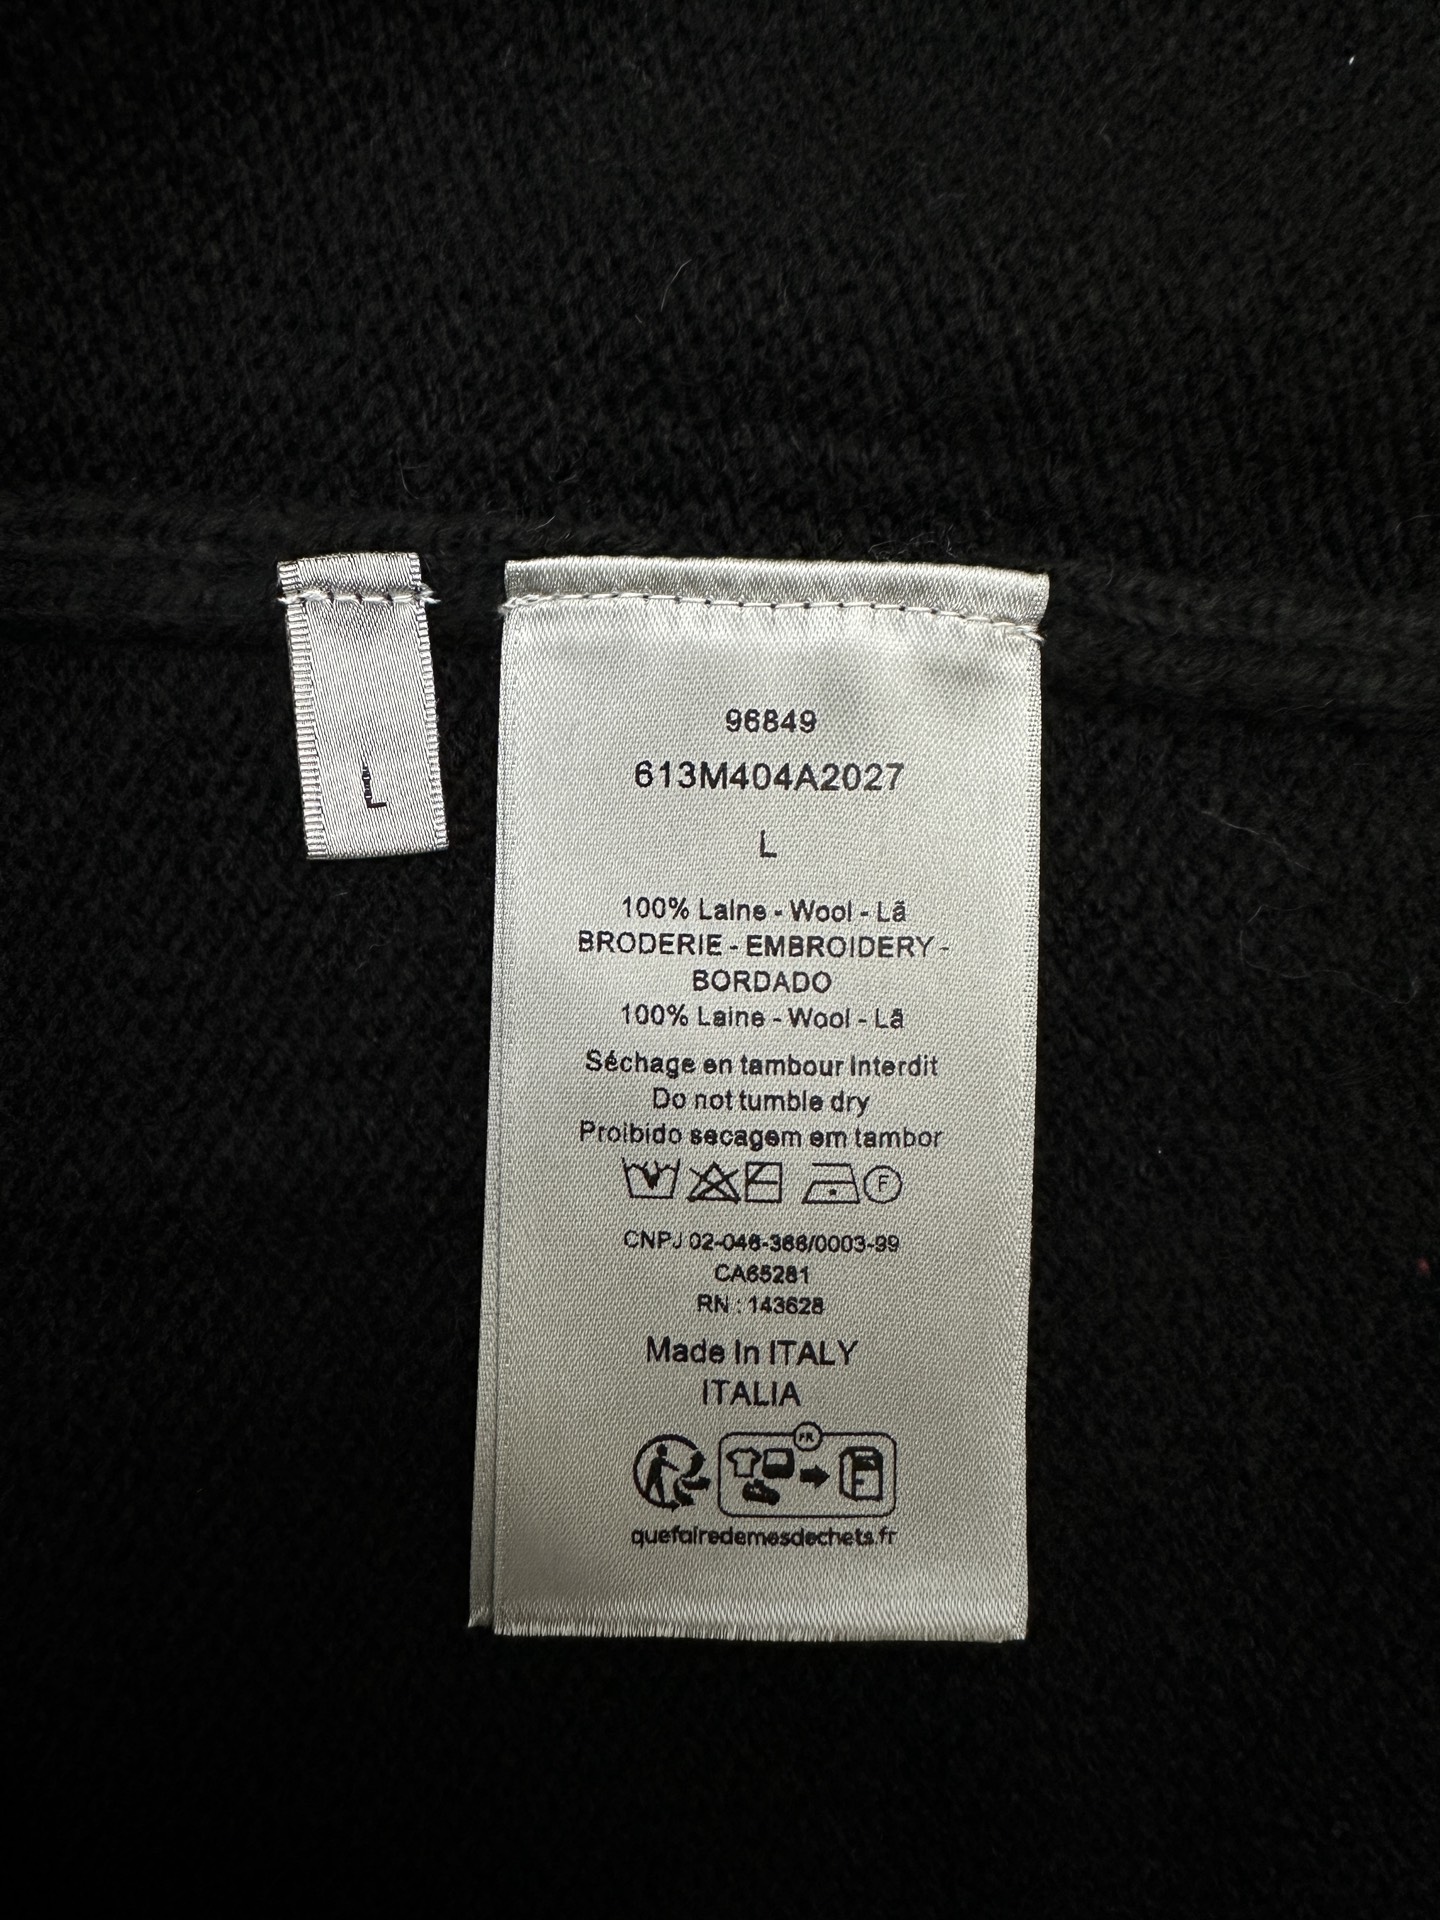 L
96849
613M404A2027
L
100% Laine - Wool - Lã
BRODERIE - EMBROIDERY -
BORDADO
100% Laine - Wool - Lã
Séchage en tambour Interdit
Do not tumble dry
Proibido secagem em tambor
F
CNPJ 02-046-366/0003-99
CA65281
RN : 143628
Made In ITALY
ITALIA
FR
quefairedemesdechets.fr